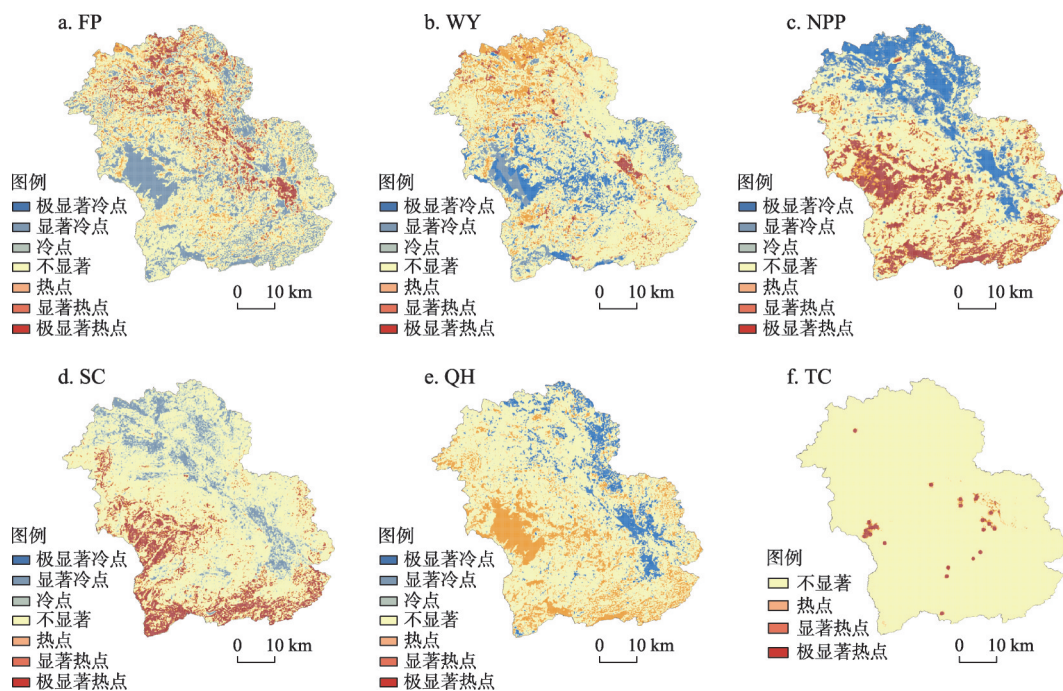 a. FP
图例
极显著冷点
显著冷点
冷点
不显著
热点
显著热点
极显著热点
0 10 km
b. WY
图例
极显著冷点
显著冷点
冷点
不显著
热点
显著热点
极显著热点
0 10 km
c. NPP
图例
极显著冷点
显著冷点
冷点
不显著
热点
显著热点
极显著热点
0 10 km
d. SC
图例
极显著冷点
显著冷点
冷点
不显著
热点
显著热点
极显著热点
0 10 km
e. QH
图例
极显著冷点
显著冷点
冷点
不显著
热点
显著热点
极显著热点
0 10 km
f. TC
图例
不显著
热点
显著热点
极显著热点
0 10 km